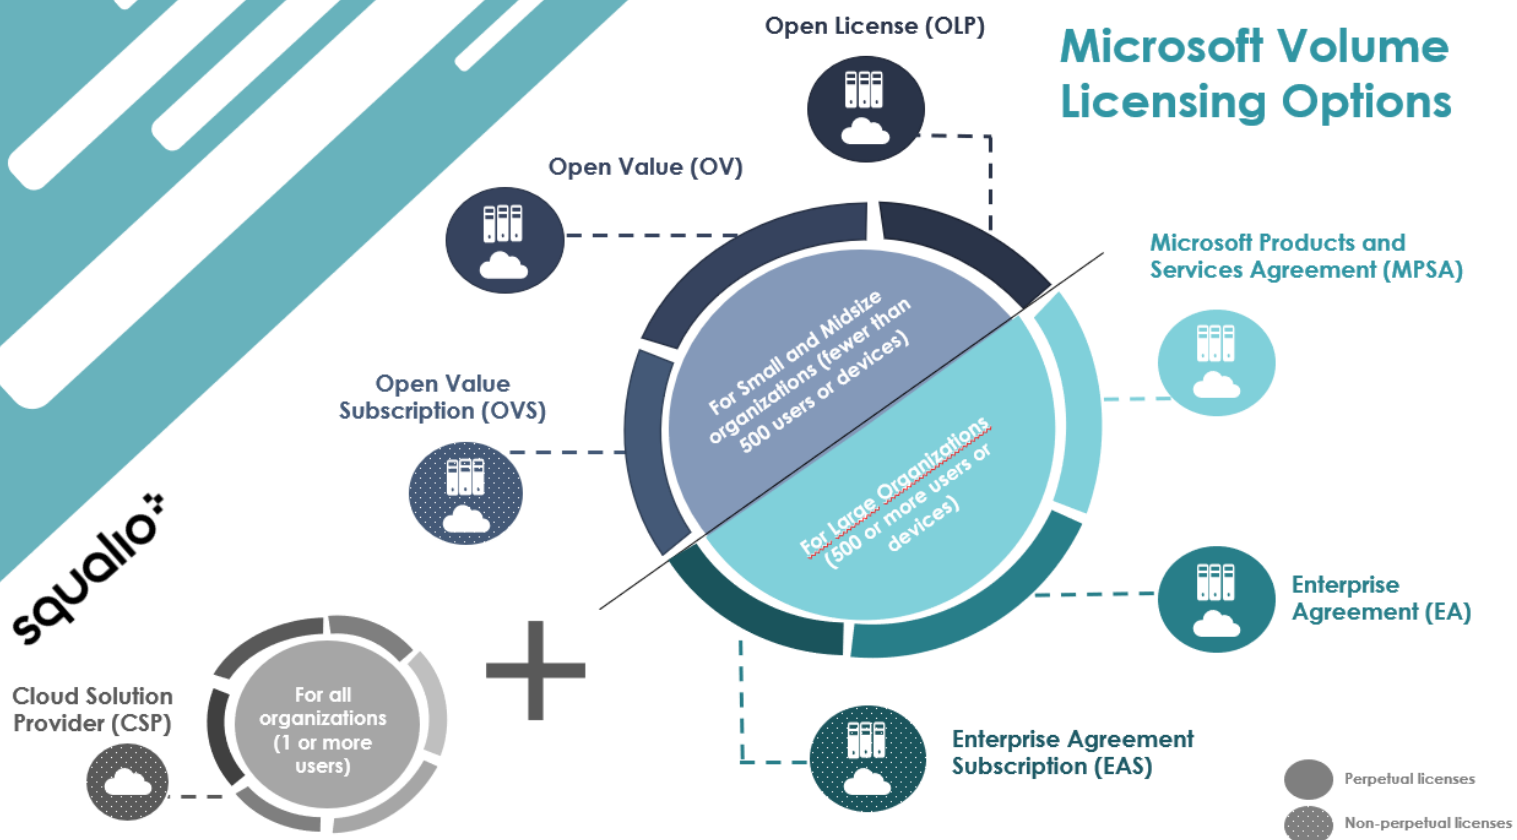 Open License (OLP)
Microsoft Volume
Licensing Options
Open Value (OV)
Microsoft Products and
Services Agreement (MPSA)
For Small and Midsize
organizations (fewer than
500 users or devices)
Open Value
Subscription (OVS)
For Large Organizations
(500 or more users or
devices)
squalio
Enterprise
Agreement (EA)
Cloud Solution
Provider (CSP)
For all
organizations
(1 or more
users)
Enterprise Agreement
Subscription (EAS)
Perpetual licenses
Non-perpetual licenses